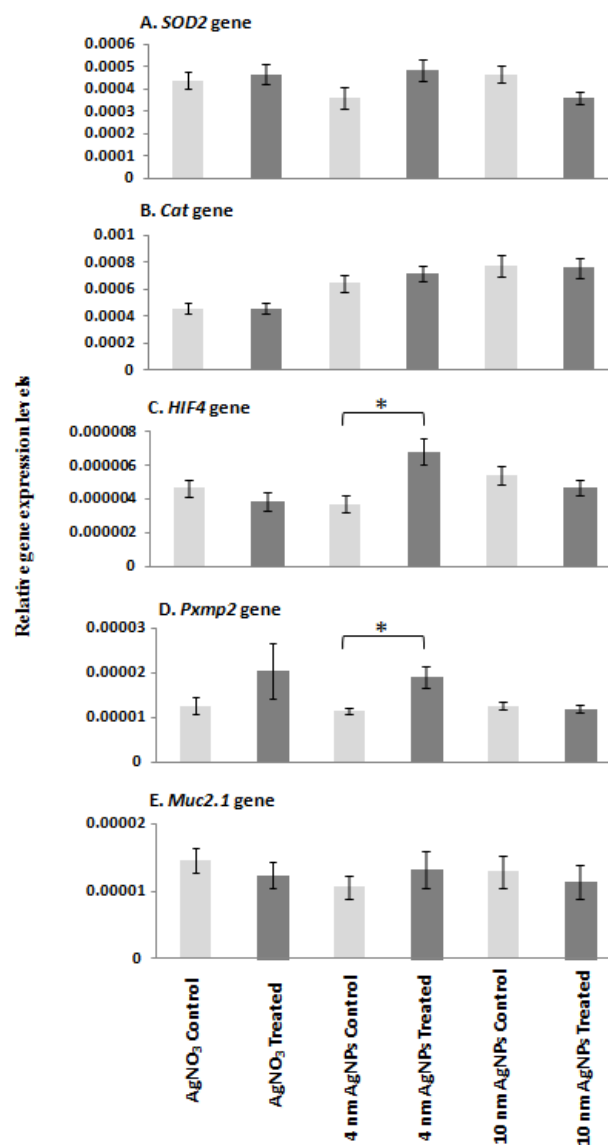 A. SOD2 gene
0.0006
0.0005
0.0004
0.0003
0.0002
0.0001
0
B. Cat gene
0.001
0.0008
0.0006
0.0004
0.0002
0
Relative gene expression levels
C. HIF4 gene
*
0.000008
0.000006
0.000004
0.000002
0
D. Pxmp2 gene
*
0.00003
0.00002
0.00001
0
E. Muc2.1 gene
0.00002
0.00001
0
AgNO₃ Control
AgNO₃ Treated
4 nm AgNPs Control
4 nm AgNPs Treated
10 nm AgNPs Control
10 nm AgNPs Treated